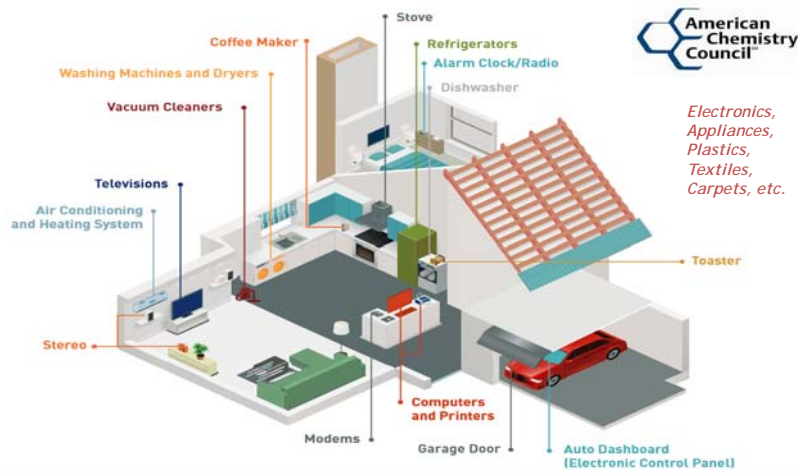 Stove
Coffee Maker
Refrigerators
American
Chemistry
Council℠
Washing Machines and Dryers
Alarm Clock/Radio
Dishwasher
Vacuum Cleaners
Electronics,
Appliances,
Plastics,
Textiles,
Carpets, etc.
Televisions
Air Conditioning
and Heating System
Toaster
Stereo
Computers
and Printers
Modems
Garage Door
Auto Dashboard
(Electronic Control Panel)